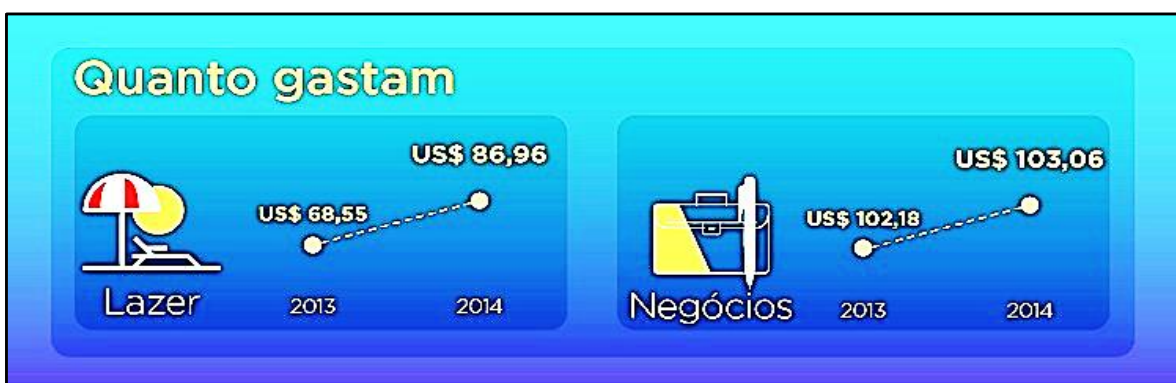 Quanto gastam
US$ 86,96
US$ 68,55
Lazer
2013
2014
US$ 103,06
US$ 102,18
Negócios
2013
2014